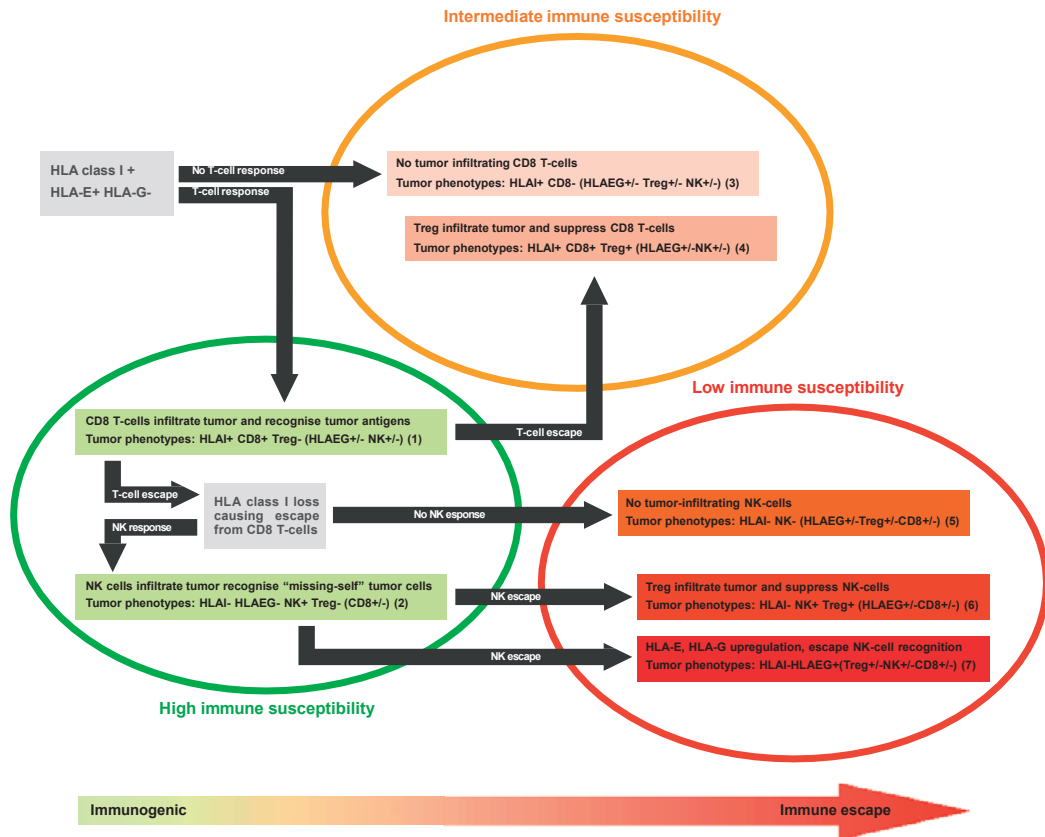 Intermediate immune susceptibility
HLA class I +
HLA-E+ HLA-G-
No T-cell response
T-cell response
No tumor infiltrating CD8 T-cells
Tumor phenotypes: HLAI+ CD8- (HLAEG+/- Treg+/- NK+/-) (3)
Treg infiltrate tumor and suppress CD8 T-cells
Tumor phenotypes: HLAI+ CD8+ Treg+ (HLAEG+/-NK+/-) (4)
Low immune susceptibility
CD8 T-cells infiltrate tumor and recognise tumor antigens
Tumor phenotypes: HLAI+ CD8+ Treg- (HLAEG+/- NK+/-) (1)
T-cell escape
T-cell escape
HLA class I loss
causing escape
from CD8 T-cells
No NK esponse
NK response
No tumor-infiltrating NK-cells
Tumor phenotypes: HLAI- NK- (HLAEG+/-Treg+/-CD8+/-) (5)
NK cells infiltrate tumor recognise “missing-self” tumor cells
Tumor phenotypes: HLAI- HLAEG- NK+ Treg- (CD8+/-) (2)
NK escape
Treg infiltrate tumor and suppress NK-cells
Tumor phenotypes: HLAI- NK+ Treg+ (HLAEG+/-CD8+/-) (6)
NK escape
HLA-E, HLA-G upregulation, escape NK-cell recognition
Tumor phenotypes: HLAI-HLAEG+(Treg+/-NK+/-CD8+/-) (7)
High immune susceptibility
Immunogenic
Immune escape